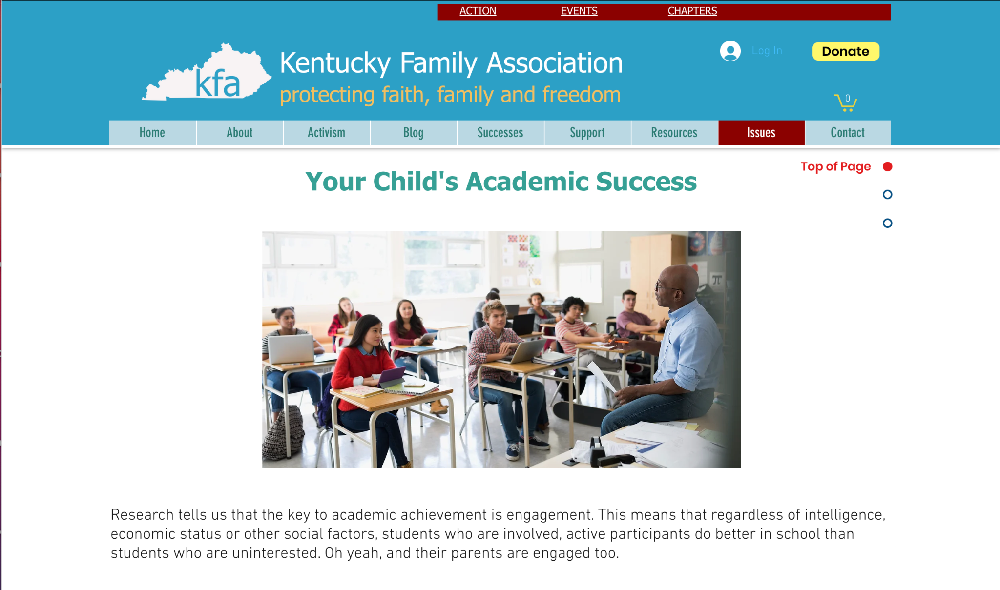 ACTION EVENTS CHAPTERS
kfa
Kentucky Family Association
protecting faith, family and freedom
Log In
Donate
0
Home About Activism Blog Successes Support Resources Issues Contact
Top of Page
Your Child's Academic Success
π
Research tells us that the key to academic achievement is engagement. This means that regardless of intelligence,
economic status or other social factors, students who are involved, active participants do better in school than
students who are uninterested. Oh yeah, and their parents are engaged too.